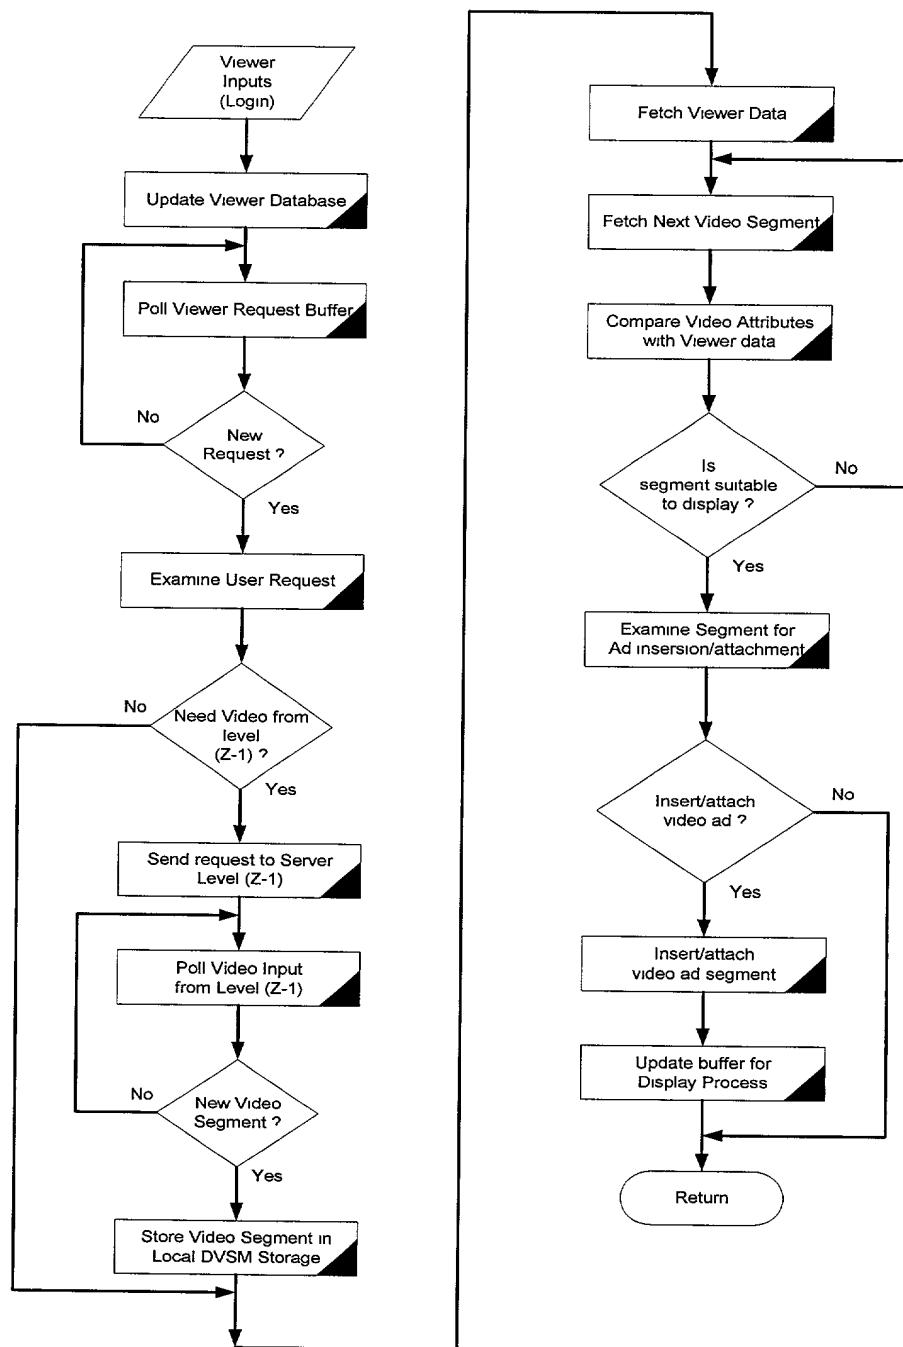 Viewer
Inputs
(Login)
Update Viewer Database
Poll Viewer Request Buffer
No
New
Request ?
Yes
Examine User Request
No
Need Video from
level
(Z-1) ?
Yes
Send request to Server
Level (Z-1)
Poll Video Input
from Level (Z-1)
No
New Video
Segment ?
Yes
Store Video Segment in
Local DVSM Storage
Fetch Viewer Data
Fetch Next Video Segment
Compare Video Attributes
with Viewer data
Is
segment suitable
to display ?
No
Yes
Examine Segment for
Ad insersion/attachment
Insert/attach
video ad ?
No
Yes
Insert/attach
video ad segment
Update buffer for
Display Process
Return